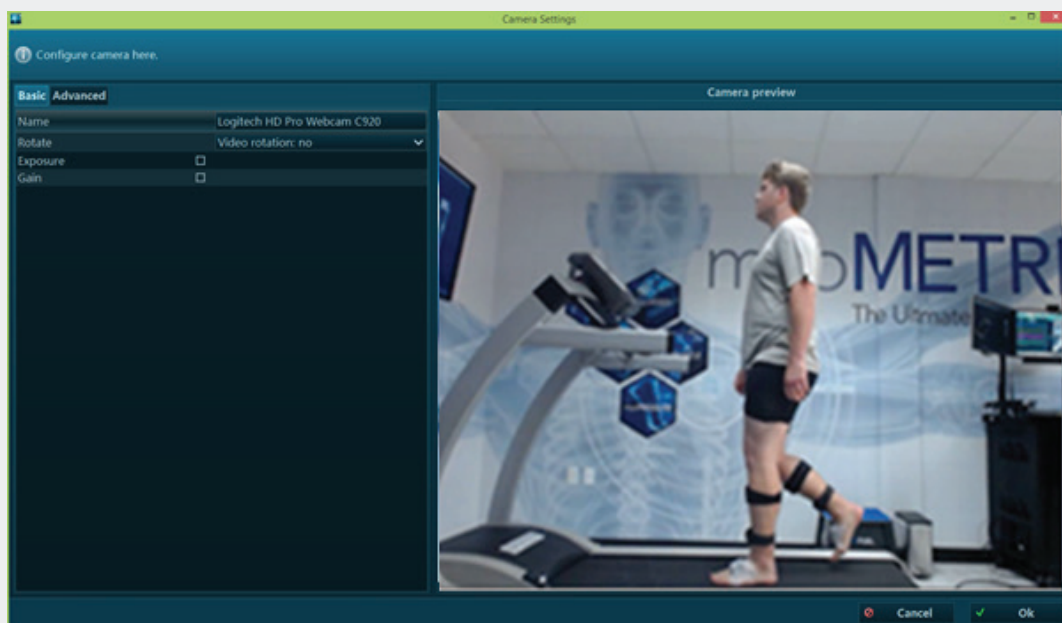 Camera Settings
Configure camera here.
Basic Advanced
Camera preview
Name Logitech HD Pro Webcam C920
Rotate Video rotation: no
Exposure
Gain
METRI
The Ultimate
Cancel Ok